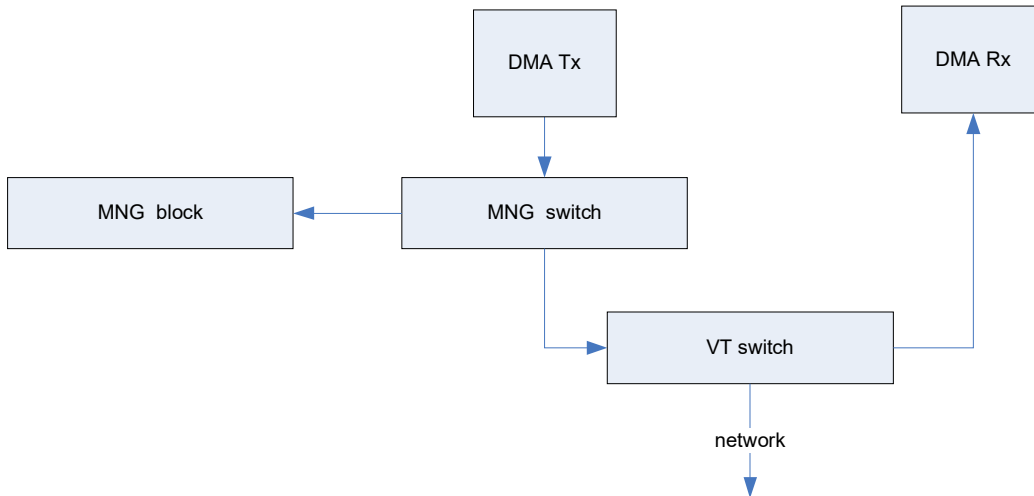 DMA Tx
DMA Rx
MNG block
MNG switch
VT switch
network